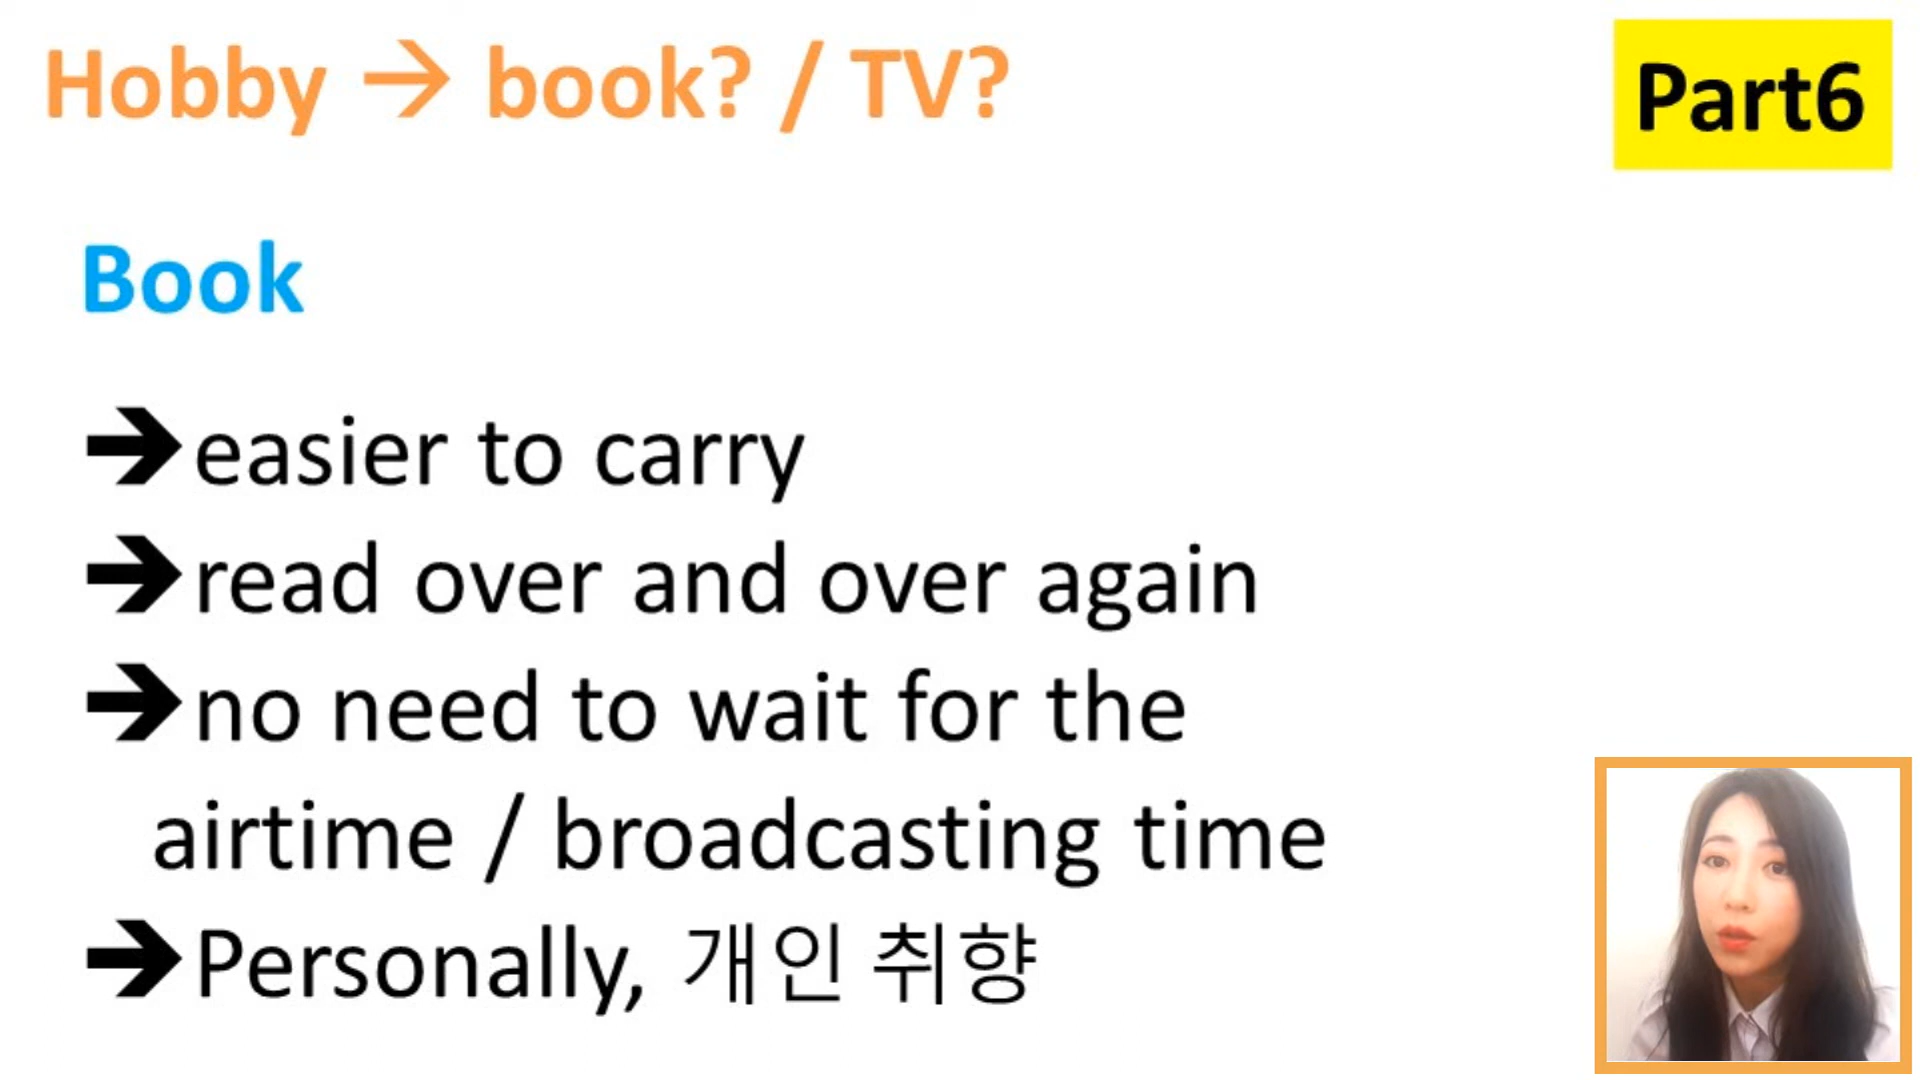 Hobby → book? / TV?
Part6
Book
➔easier to carry
➔read over and over again
➔no need to wait for the
airtime / broadcasting time
➔Personally, 개인 취향